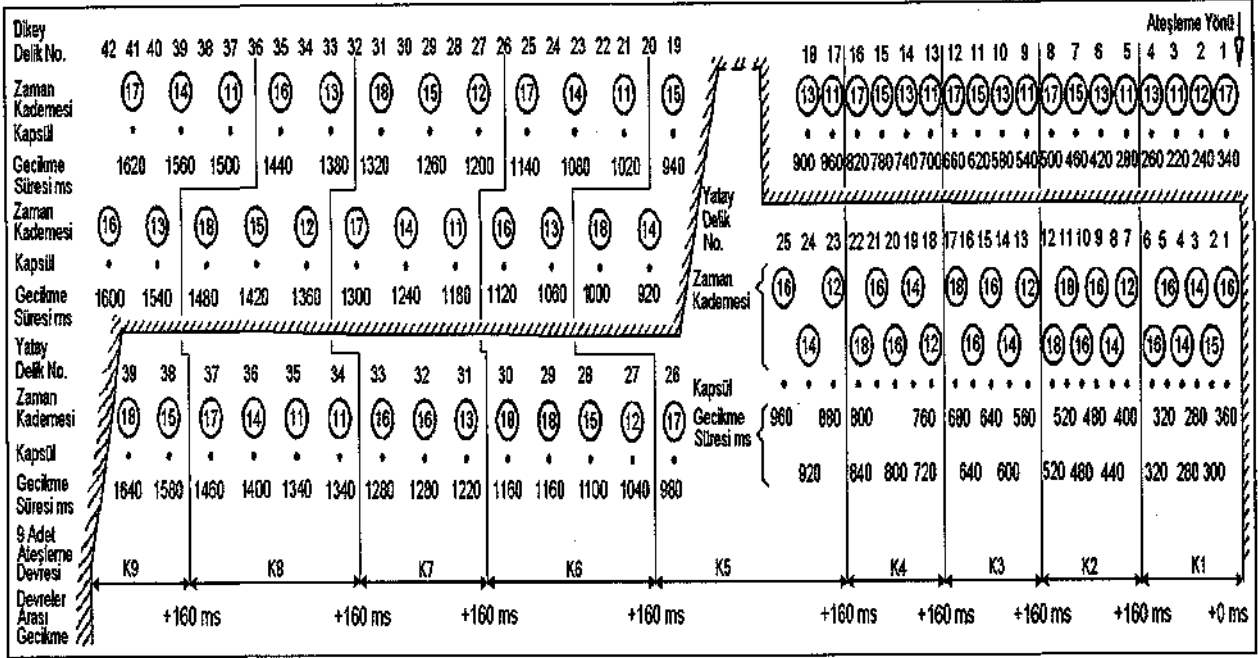 Ateşleme Yönü
Dikey
Delik No. 42 41 40 39 38 37 36 35 34 33 32 31 30 29 28 27 26 25 24 23 22 21 20 19 18 17 16 15 14 13 12 11 10 9 8 7 6 5 4 3 2 1
Zaman
Kademesi 17 14 11 16 13 18 15 12 17 14 11 15 13 11 17 15 13 11 17 15 13 11 17 15 13 11 13 11 12 17
Kapsül
Gecikme
Süresi ms 1620 1560 1500 1440 1380 1320 1260 1200 1140 1080 1020 940 900 860 820 780 740 700 660 620 580 540 500 460 420 280 260 220 240 340
Zaman
Kademesi 16 13 18 15 12 17 14 11 16 13 18 14
Kapsül
Gecikme
Süresi ms 1600 1540 1480 1420 1360 1300 1240 1180 1120 1060 1000 920
Yatay
Delik No. 39 38 37 36 35 34 33 32 31 30 29 28 27 26
Zaman
Kademesi 18 15 17 14 11 11 16 16 13 18 18 15 12 17
Kapsül
Gecikme
Süresi ms 1640 1580 1460 1400 1340 1340 1280 1280 1220 1160 1160 1100 1040 980
Yatay
Delik
No. 25 24 23 22 21 20 19 18 17 16 15 14 13 12 11 10 9 8 7 6 5 4 3 2 1
Zaman
Kademesi 16 12 16 14 18 16 12 18 16 12 16 14 16
14 18 16 12 16 14 18 16 14 16 14 15
Kapsül
Gecikme
Süresi ms 960 880 800 760 680 640 560 520 480 400 320 280 360
920 840 800 720 640 600 520 480 440 320 280 300
9 Adet
Ateşleme
Devresi K9 K8 K7 K6 K5 K4 K3 K2 K1
Devreler
Arası
Gecikme +160 ms +160 ms +160 ms +160 ms +160 ms +160 ms +160 ms +160 ms +0 ms